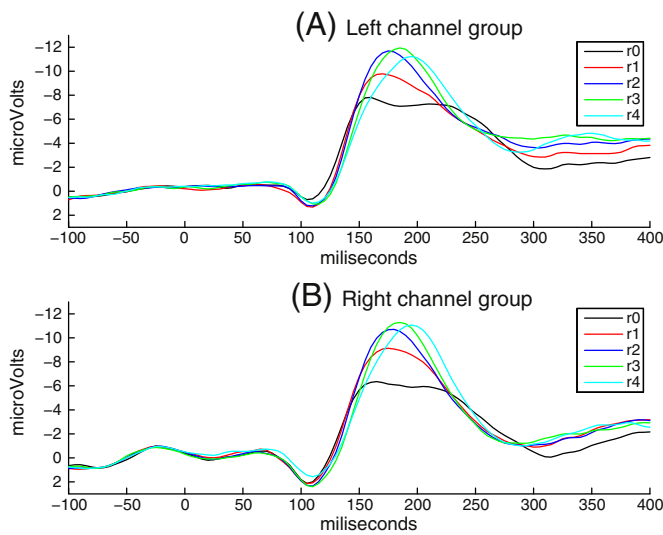 (A) Left channel group
−12
−10
−8
−6
−4
−2
0
2
microVolts
r0
r1
r2
r3
r4
−100 −50 0 50 100 150 200 250 300 350 400
miliseconds
(B) Right channel group
−12
−10
−8
−6
−4
−2
0
2
microVolts
r0
r1
r2
r3
r4
−100 −50 0 50 100 150 200 250 300 350 400
miliseconds